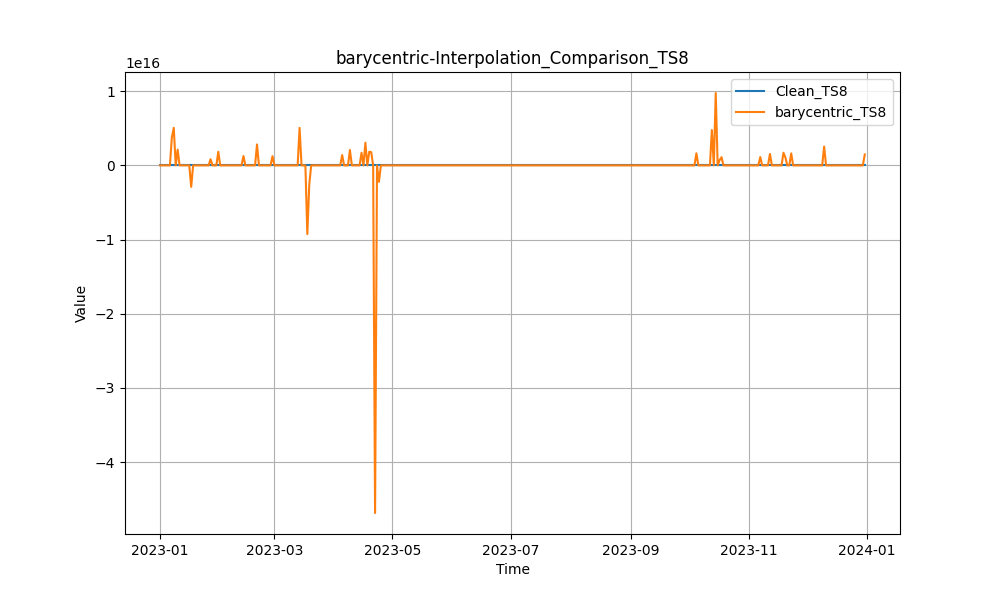 barycentric-Interpolation_Comparison_TS8
1e16
Clean_TS8
barycentric_TS8
1
0
−1
−2
−3
−4
Value
2023-01 2023-03 2023-05 2023-07 2023-09 2023-11 2024-01
Time